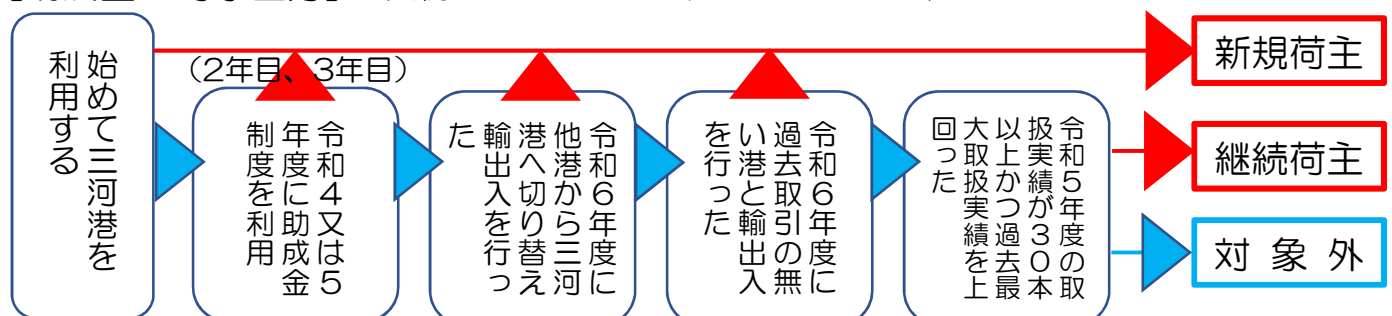 始めて三河港を
利用する
（2年目、3年目）
令和４又は５
年度に助成金
制度を利用
令和６年度に
他港から三河
港へ切り替え
輸出入を行っ
た
令和６年度に
過去取引の無
い港と輸出入
を行った
令和５年度の取
扱実績が３０本
以上かつ過去最
大取扱実績を上
回った
新規荷主
継続荷主
対象外